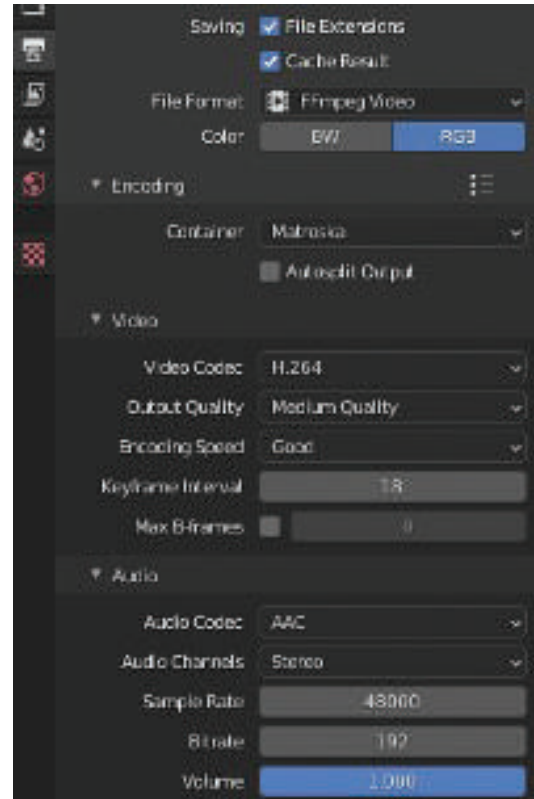 Saving File Extensions
Cache Result
File Format FFmpeg Video
Color BW RGB
Encoding
Container Matroska
Autosplit Output
Video
Video Codec H.264
Output Quality Medium Quality
Encoding Speed Good
Keyframe Interval 18
Max B-frames 0
Audio
Audio Codec AAC
Audio Channels Stereo
Sample Rate 48000
Bitrate 192
Volume 1.000